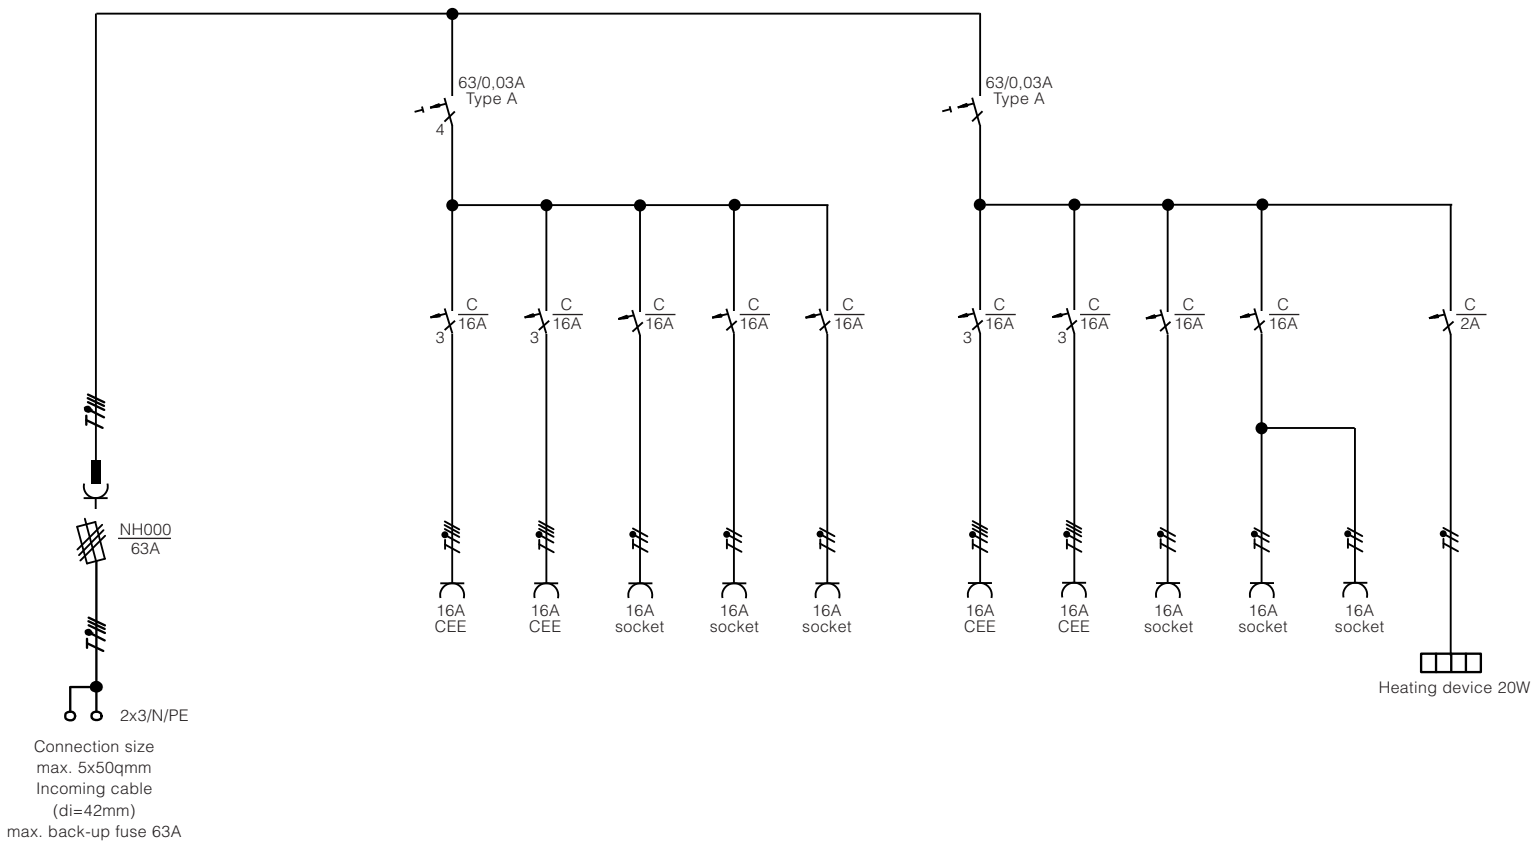 63/0,03A
Type A
4
63/0,03A
Type A
C
16A
3
C
16A
3
C
16A
C
16A
C
16A
C
16A
3
C
16A
3
C
16A
C
16A
C
2A
NH000
63A
16A
CEE
16A
CEE
16A
socket
16A
socket
16A
socket
16A
CEE
16A
CEE
16A
socket
16A
socket
16A
socket
Heating device 20W
2x3/N/PE
Connection size
max. 5x50qmm
Incoming cable
(di=42mm)
max. back-up fuse 63A